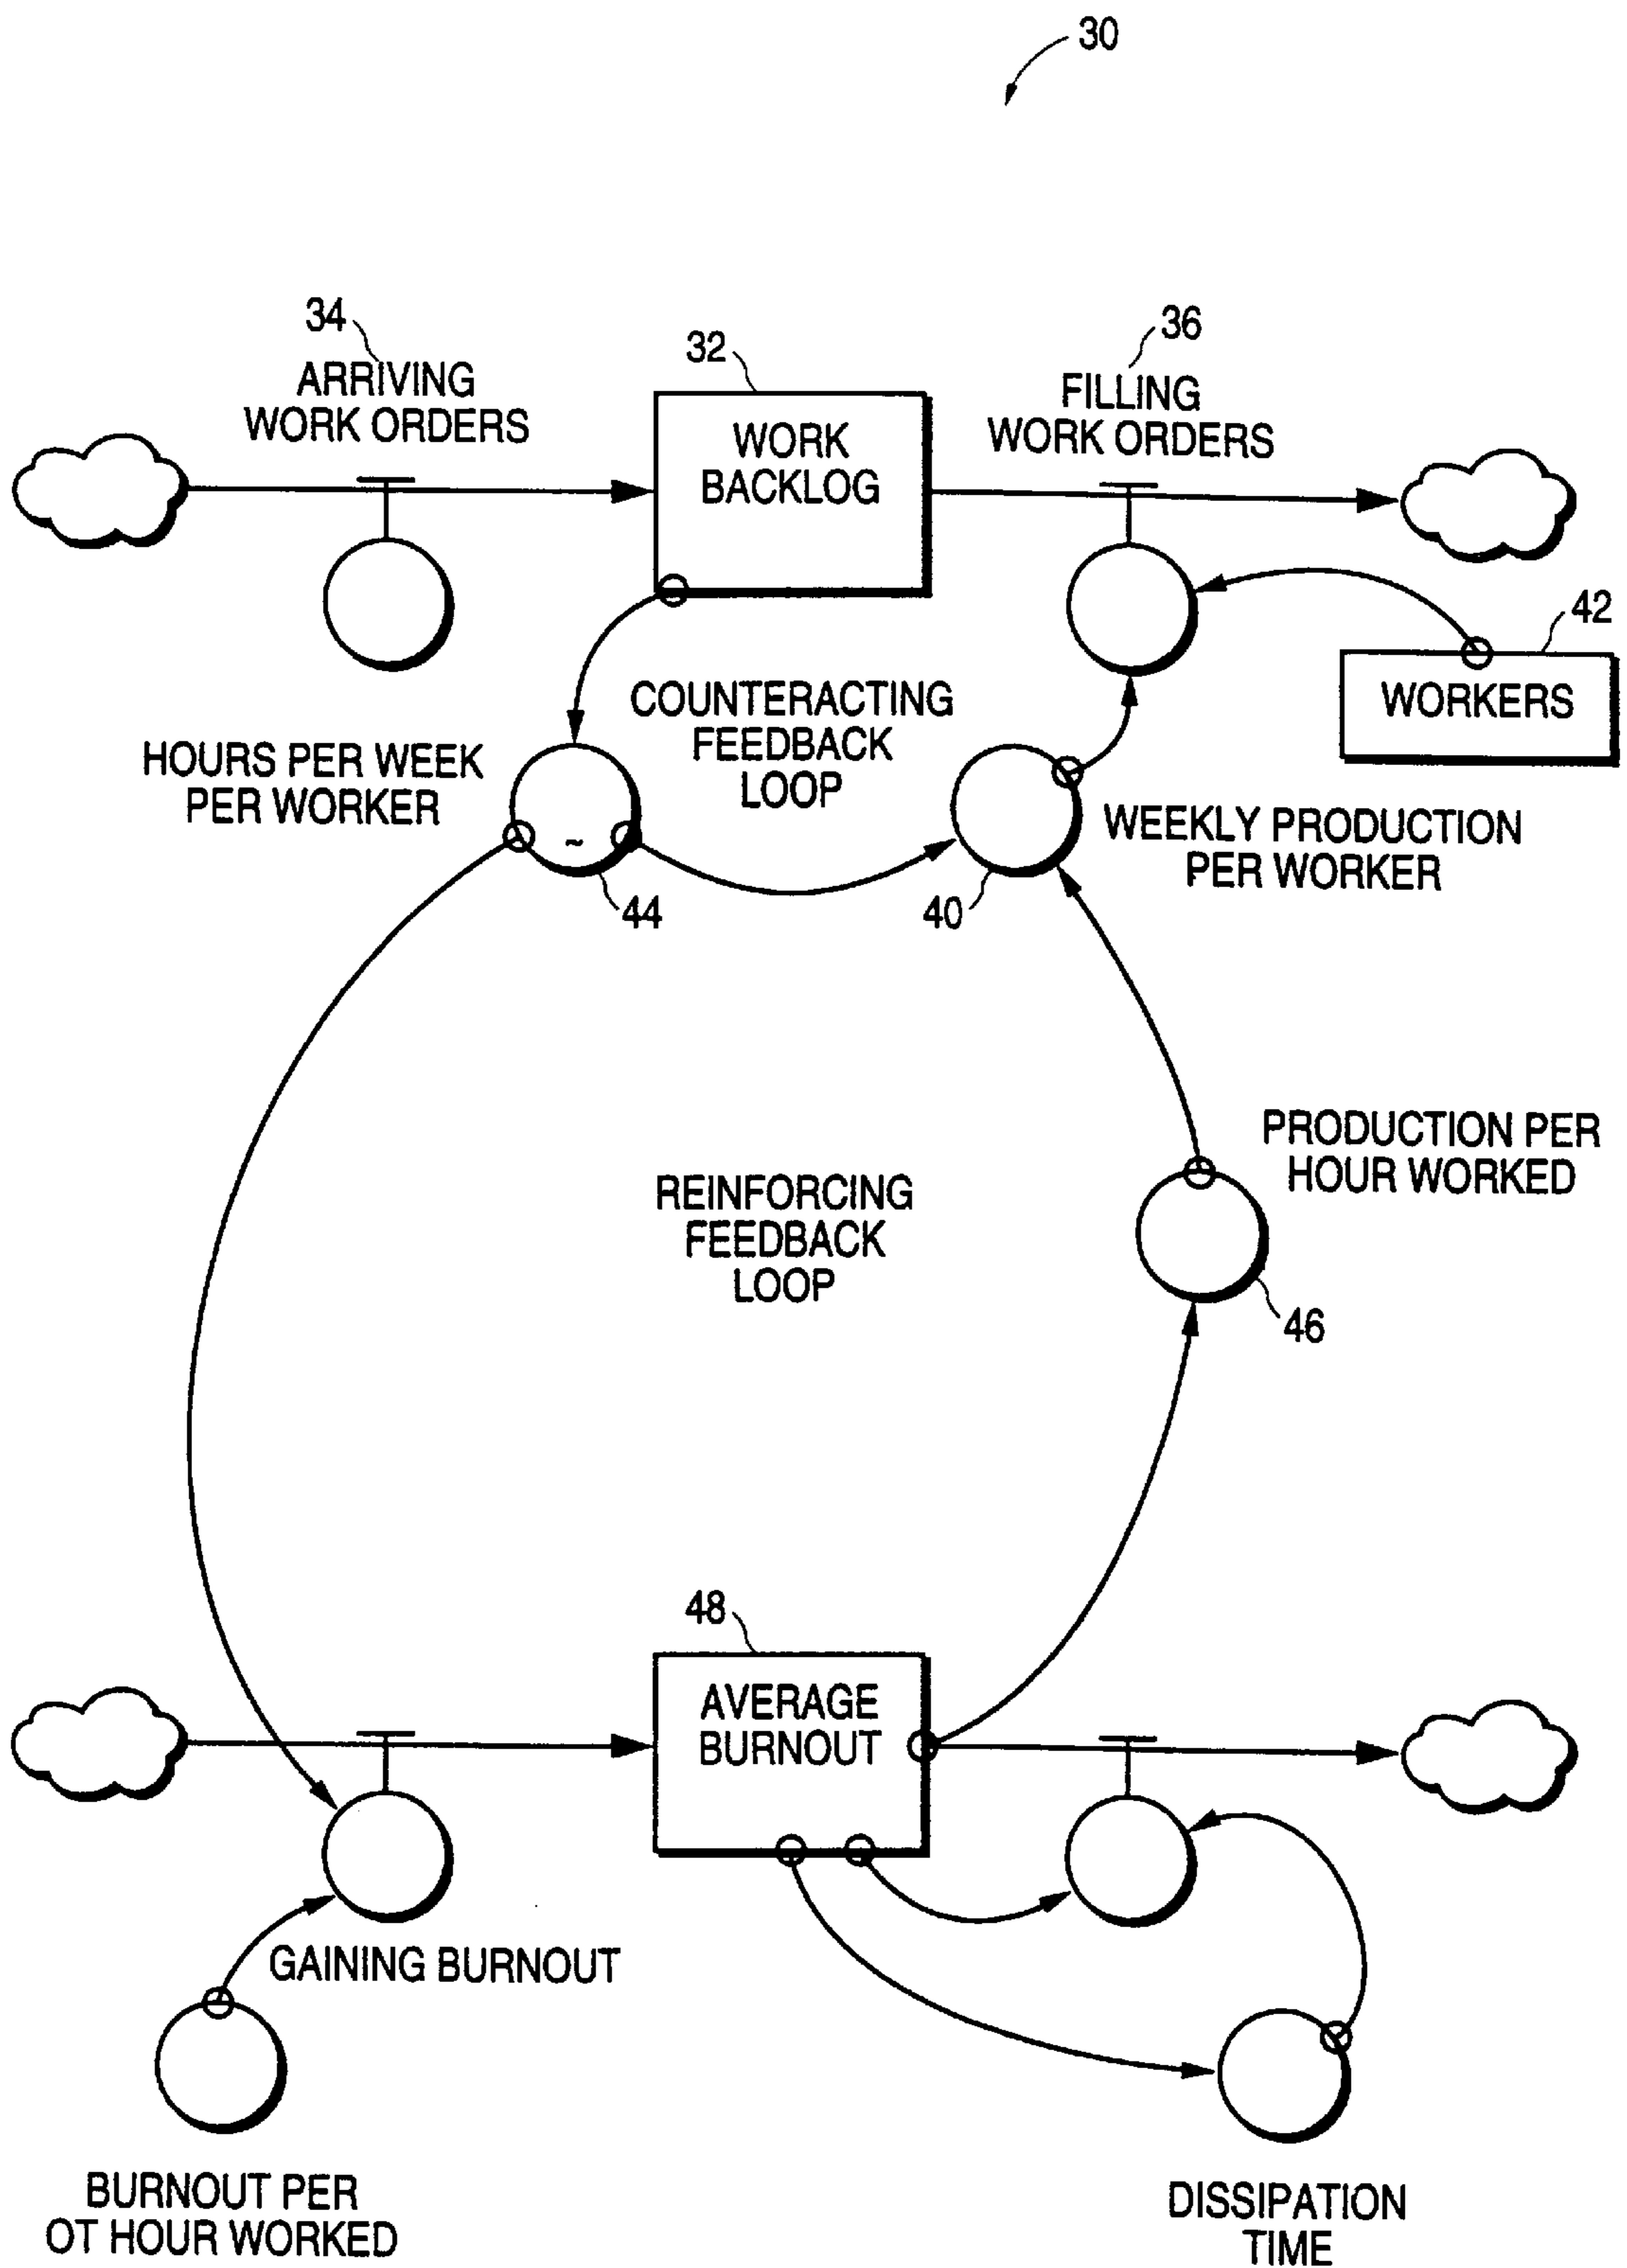 30
34
ARRIVING
WORK ORDERS
32
WORK
BACKLOG
36
FILLING
WORK ORDERS
42
WORKERS
COUNTERACTING
FEEDBACK
LOOP
HOURS PER WEEK
PER WORKER
~
44
40
WEEKLY PRODUCTION
PER WORKER
PRODUCTION PER
HOUR WORKED
46
REINFORCING
FEEDBACK
LOOP
48
AVERAGE
BURNOUT
GAINING BURNOUT
BURNOUT PER
OT HOUR WORKED
DISSIPATION
TIME